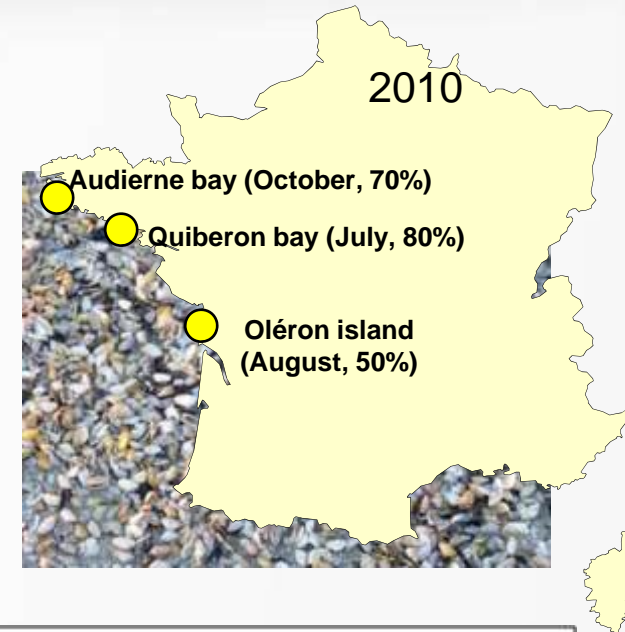 2010
Audierne bay (October, 70%)
Quiberon bay (July, 80%)
Oléron island
(August, 50%)